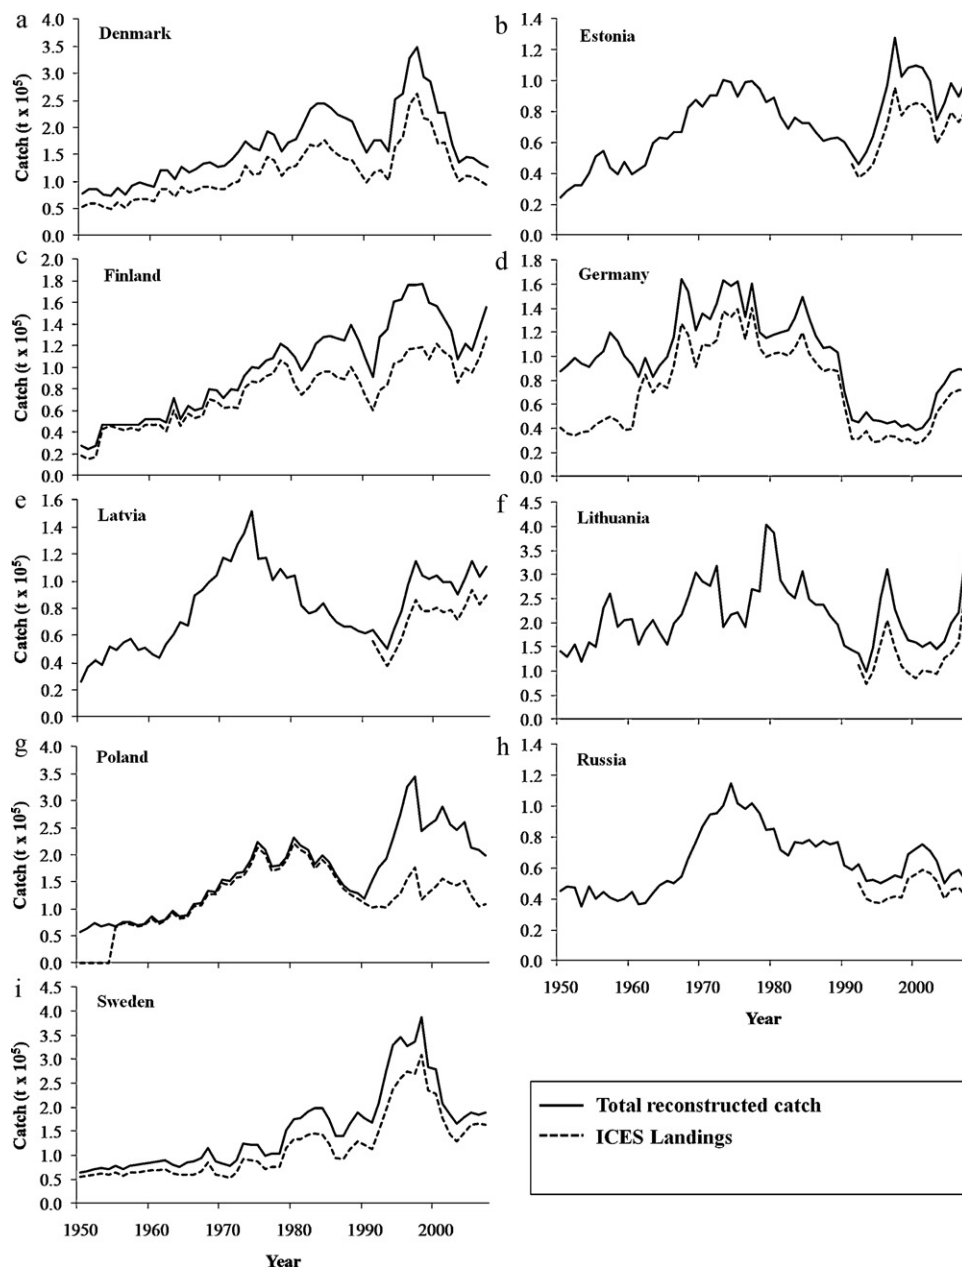 a
Denmark
Catch (t x 10⁵)
4.0
3.5
3.0
2.5
2.0
1.5
1.0
0.5
0.0
b
Estonia
1.4
1.2
1.0
0.8
0.6
0.4
0.2
0.0
c
Finland
Catch (t x 10⁵)
2.0
1.8
1.6
1.4
1.2
1.0
0.8
0.6
0.4
0.2
0.0
d
Germany
1.8
1.6
1.4
1.2
1.0
0.8
0.6
0.4
0.2
0.0
e
Latvia
Catch (t x 10⁵)
1.6
1.4
1.2
1.0
0.8
0.6
0.4
0.2
0.0
f
Lithuania
4.5
4.0
3.5
3.0
2.5
2.0
1.5
1.0
0.5
0.0
g
Poland
Catch (t x 10⁵)
4.0
3.5
3.0
2.5
2.0
1.5
1.0
0.5
0.0
h
Russia
1.4
1.2
1.0
0.8
0.6
0.4
0.2
0.0
1950 1960 1970 1980 1990 2000
Year
i
Sweden
Catch (t x 10⁵)
4.5
4.0
3.5
3.0
2.5
2.0
1.5
1.0
0.5
0.0
1950 1960 1970 1980 1990 2000
Year
Total reconstructed catch
ICES Landings